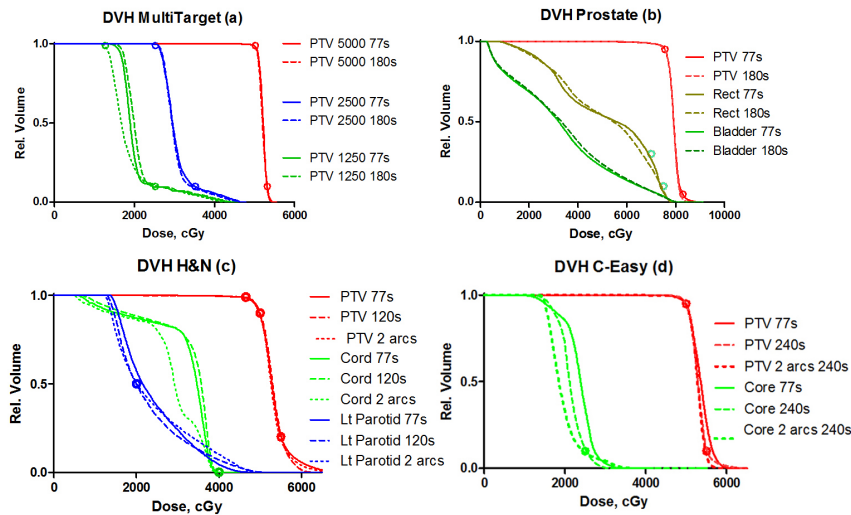 DVH MultiTarget (a)
Rel. Volume
1.0
0.5
0.0
0
2000
4000
6000
Dose, cGy
PTV 5000 77s
PTV 5000 180s
PTV 2500 77s
PTV 2500 180s
PTV 1250 77s
PTV 1250 180s
DVH Prostate (b)
Rel. Volume
1.0
0.5
0.0
0
2000
4000
6000
8000
10000
Dose, cGy
PTV 77s
PTV 180s
Rect 77s
Rect 180s
Bladder 77s
Bladder 180s
DVH H&N (c)
Rel. Volume
1.0
0.5
0.0
0
2000
4000
6000
Dose, cGy
PTV 77s
PTV 120s
PTV 2 arcs
Cord 77s
Cord 120s
Cord 2 arcs
Lt Parotid 77s
Lt Parotid 120s
Lt Parotid 2 arcs
DVH C-Easy (d)
Rel. Volume
1.0
0.5
0.0
0
2000
4000
6000
Dose, cGy
PTV 77s
PTV 240s
PTV 2 arcs 240s
Core 77s
Core 240s
Core 2 arcs 240s